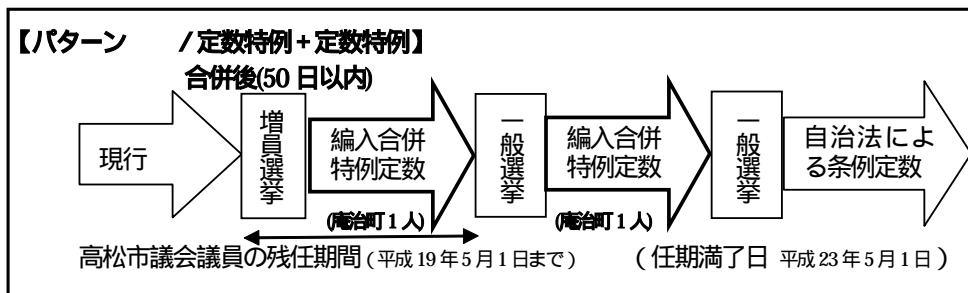 【パターン　　/定数特例+定数特例】
合併後(50日以内)
現行
増員選挙
編入合併
特例定数
(庵治町1人)
一般選挙
編入合併
特例定数
(庵治町1人)
一般選挙
自治法によ
る条例定数
高松市議会議員の残任期間(平成19年5月1日まで)
(任期満了日 平成23年5月1日)